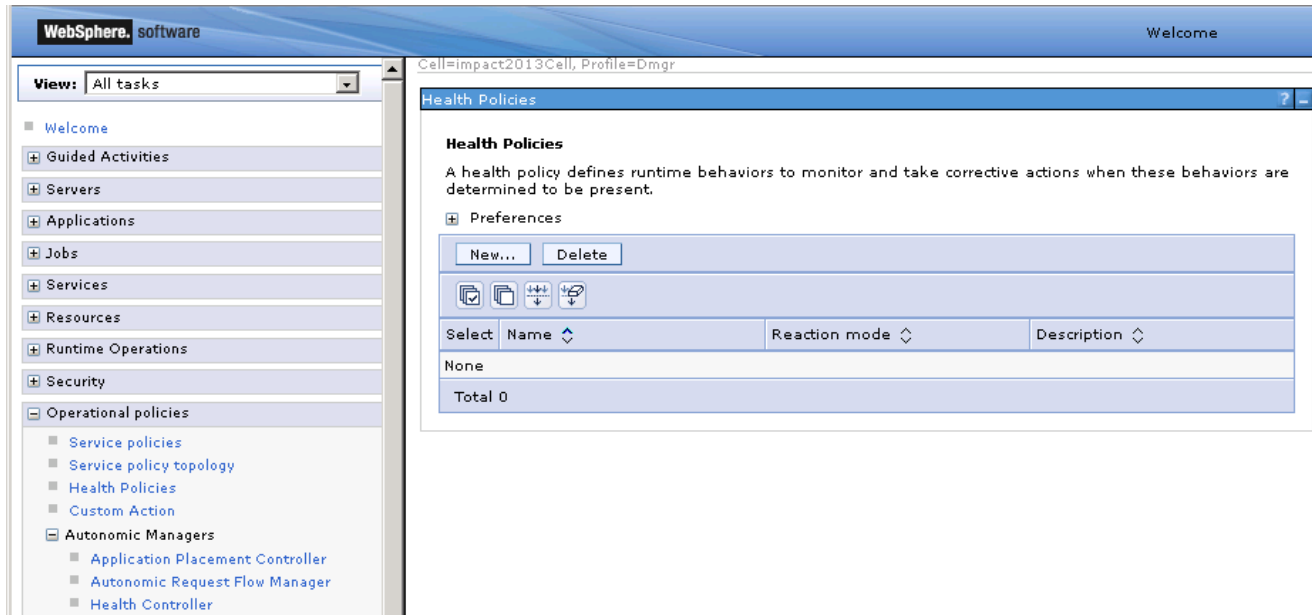 WebSphere. software
Welcome
View: All tasks
Welcome
Guided Activities
Servers
Applications
Jobs
Services
Resources
Runtime Operations
Security
Operational policies
Service policies
Service policy topology
Health Policies
Custom Action
Autonomic Managers
Application Placement Controller
Autonomic Request Flow Manager
Health Controller
Cell=impact2013Cell, Profile=Dmgr
Health Policies ? –
Health Policies
A health policy defines runtime behaviors to monitor and take corrective actions when these behaviors are
determined to be present.
Preferences
New... Delete
Select Name Reaction mode Description
None
Total 0